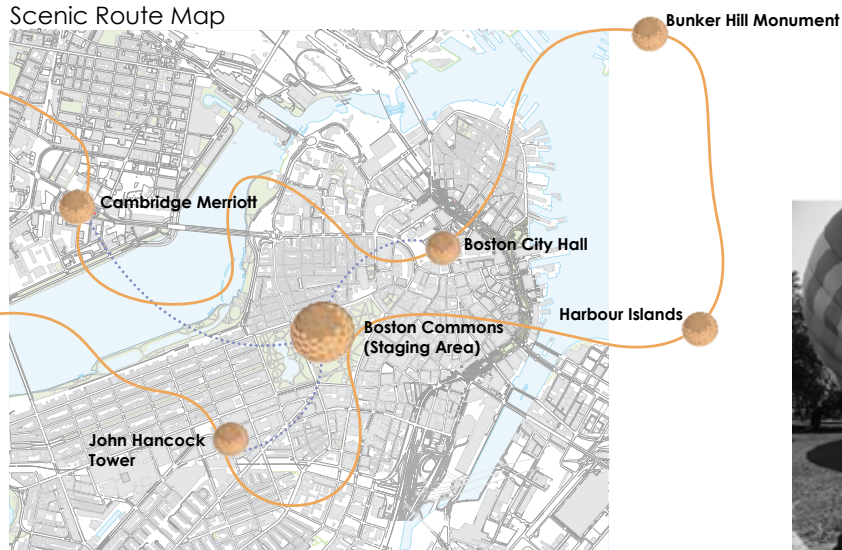 Scenic Route Map
Bunker Hill Monument
Cambridge Merriott
Boston City Hall
Harbour Islands
Boston Commons
(Staging Area)
John Hancock
Tower